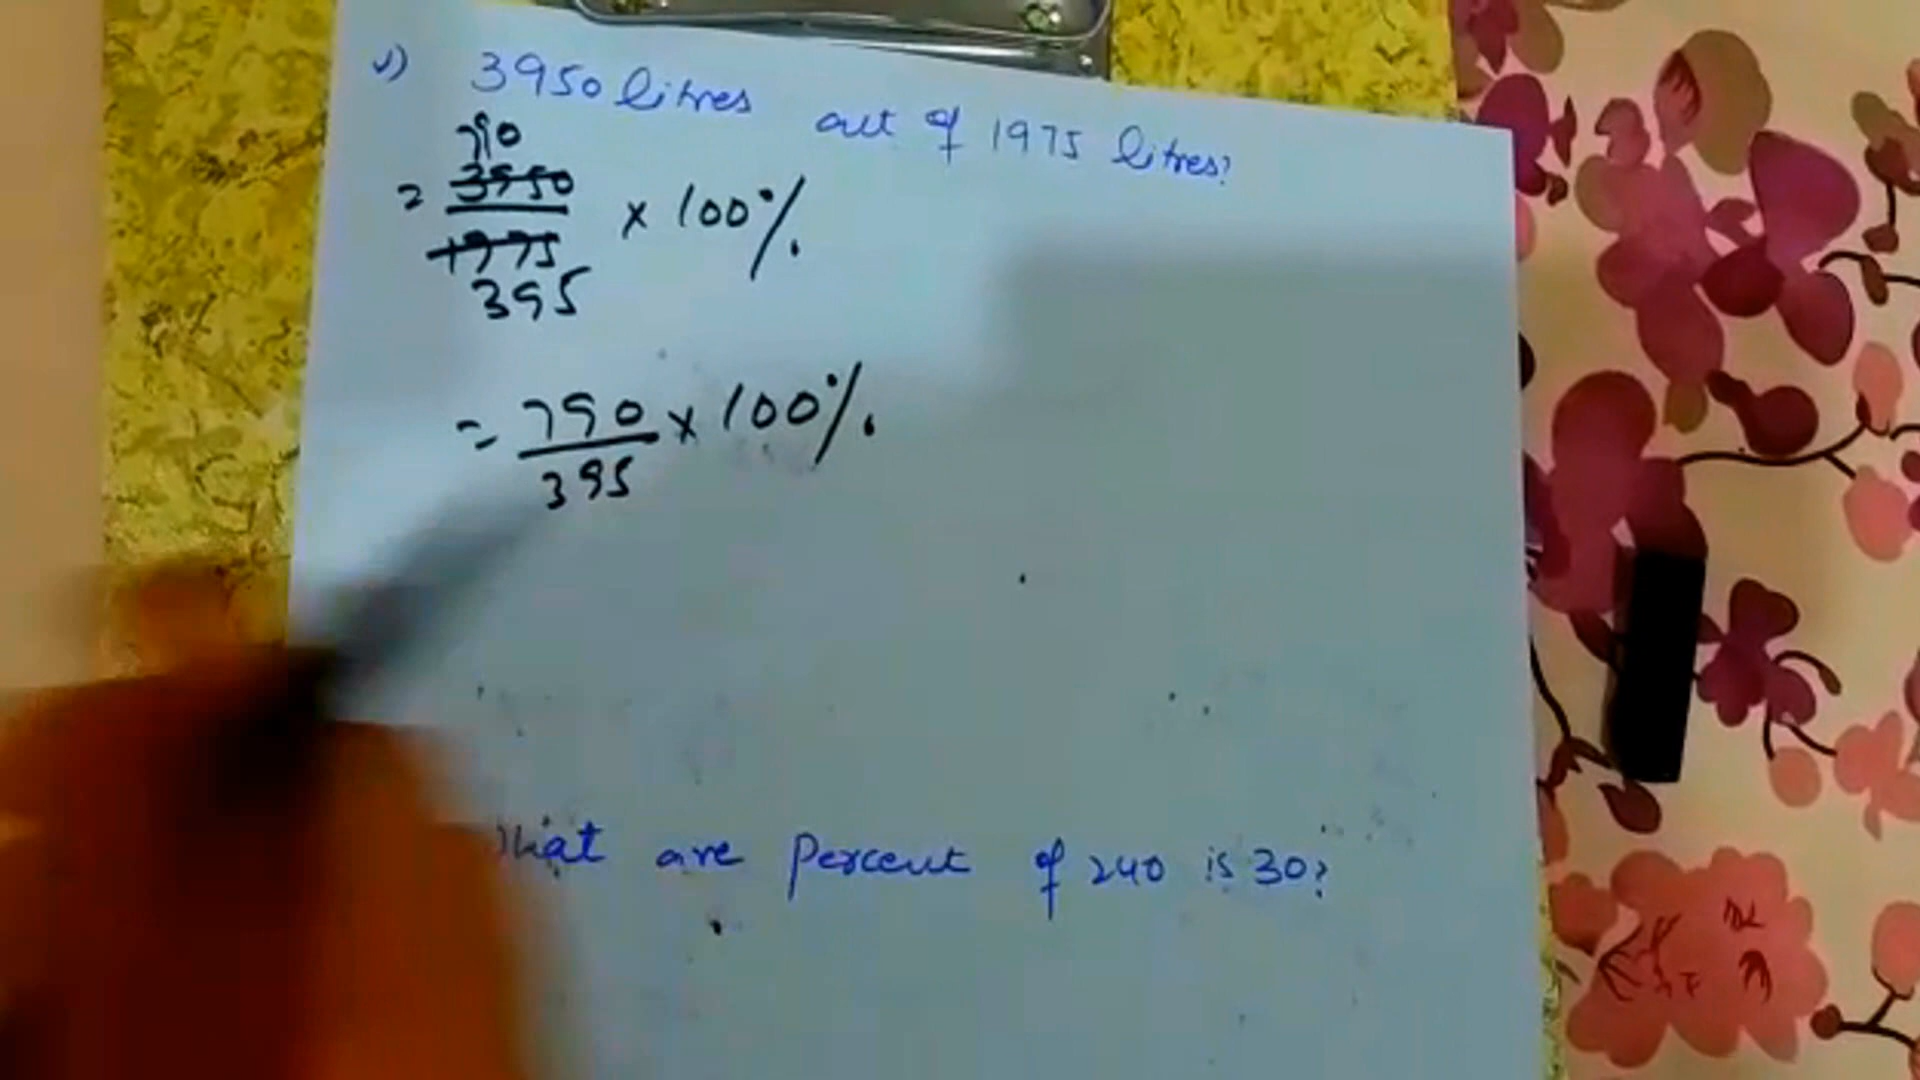 v) 3950 litres out of 1975 litres?
790
= 3950 × 100%
1975
395
= 790 × 100%
395
What are Percent of 240 is 30?